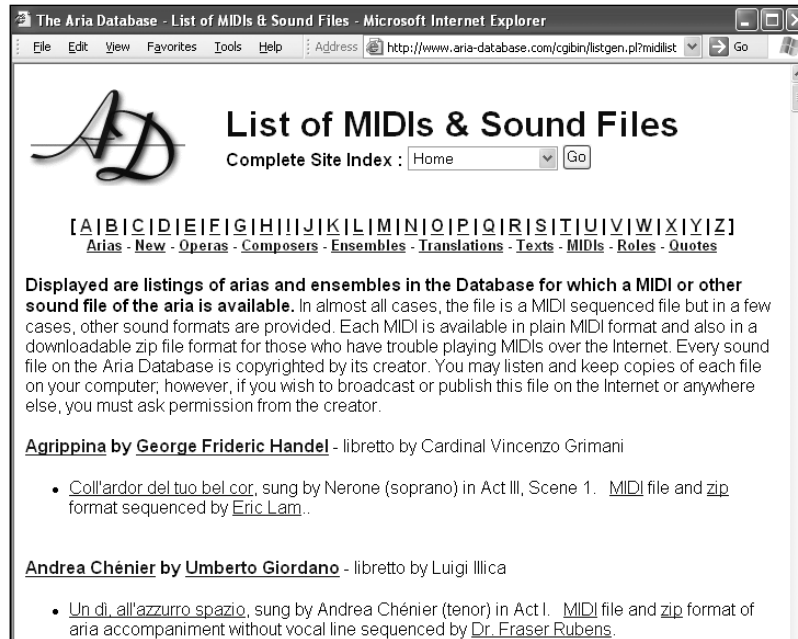 The Aria Database - List of MIDIs & Sound Files - Microsoft Internet Explorer
File Edit View Favorites Tools Help Address http://www.aria-database.com/cgibin/listgen.pl?midilist Go
AD
List of MIDIs & Sound Files
Complete Site Index : Home Go
[ A | B | C | D | E | F | G | H | I | J | K | L | M | N | O | P | Q | R | S | T | U | V | W | X | Y | Z ]
Arias - New - Operas - Composers - Ensembles - Translations - Texts - MIDIs - Roles - Quotes
Displayed are listings of arias and ensembles in the Database for which a MIDI or other
sound file of the aria is available. In almost all cases, the file is a MIDI sequenced file but in a few
cases, other sound formats are provided. Each MIDI is available in plain MIDI format and also in a
downloadable zip file format for those who have trouble playing MIDIs over the Internet. Every sound
file on the Aria Database is copyrighted by its creator. You may listen and keep copies of each file
on your computer; however, if you wish to broadcast or publish this file on the Internet or anywhere
else, you must ask permission from the creator.
Agrippina by George Frideric Handel - libretto by Cardinal Vincenzo Grimani
• Coll'ardor del tuo bel cor, sung by Nerone (soprano) in Act III, Scene 1. MIDI file and zip
format sequenced by Eric Lam..
Andrea Chénier by Umberto Giordano - libretto by Luigi Illica
• Un dì, all'azzurro spazio, sung by Andrea Chénier (tenor) in Act I. MIDI file and zip format of
aria accompaniment without vocal line sequenced by Dr. Fraser Rubens.